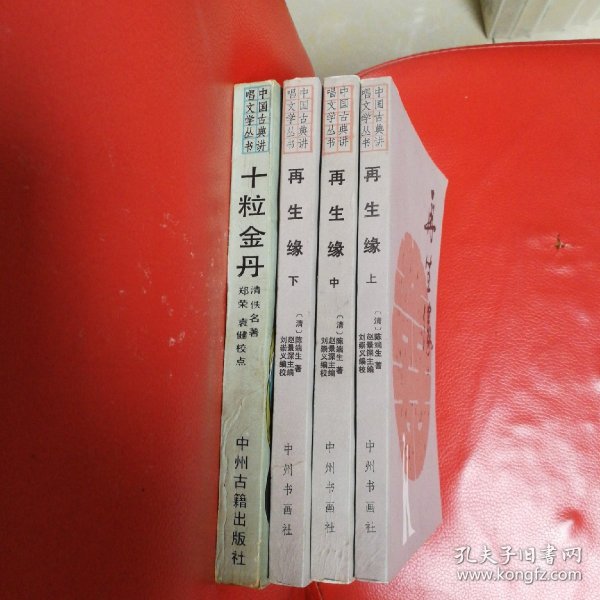 中国古典讲
唱文学丛书
十粒金丹
清 佚名著
郑荣 袁健校点
中州古籍出版社
中国古典讲
唱文学丛书
再生缘
下
〔清〕陈端生 著
赵景深主编
刘崇义编校
中州书画社
中国古典讲
唱文学丛书
再生缘
中
〔清〕陈端生 著
赵景深主编
刘崇义编校
中州书画社
中国古典讲
唱文学丛书
再生缘
上
〔清〕陈端生 著
赵景深主编
刘崇义编校
中州书画社
再生缘
孔夫子旧书网
www.kongfz.com